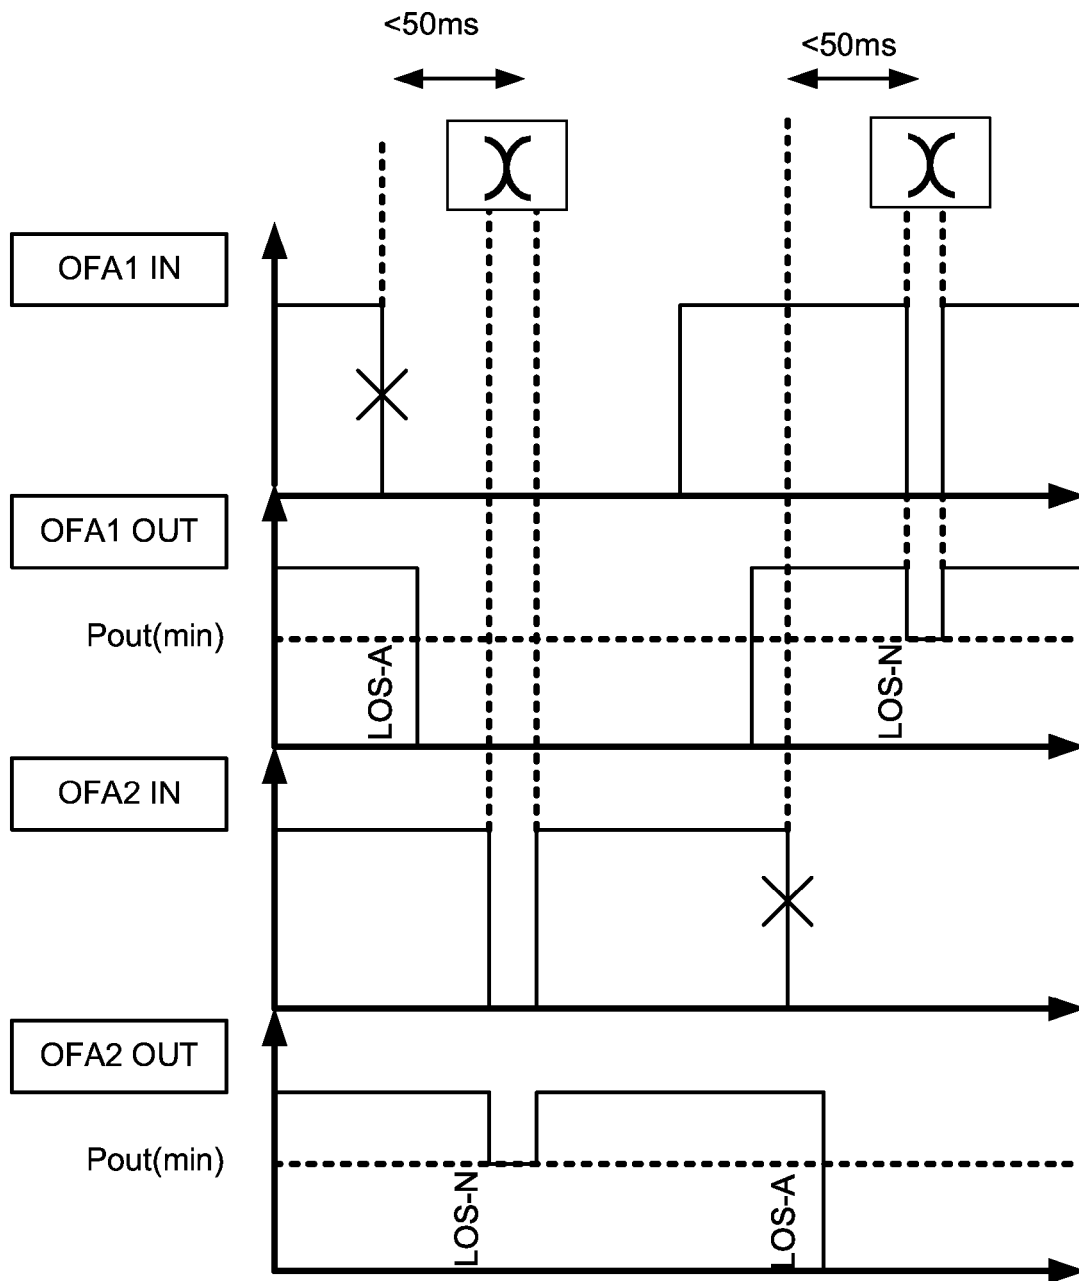 <50ms
<50ms
OFA1 IN
OFA1 OUT
Pout(min)
LOS-A
LOS-N
OFA2 IN
OFA2 OUT
Pout(min)
LOS-N
LOS-A